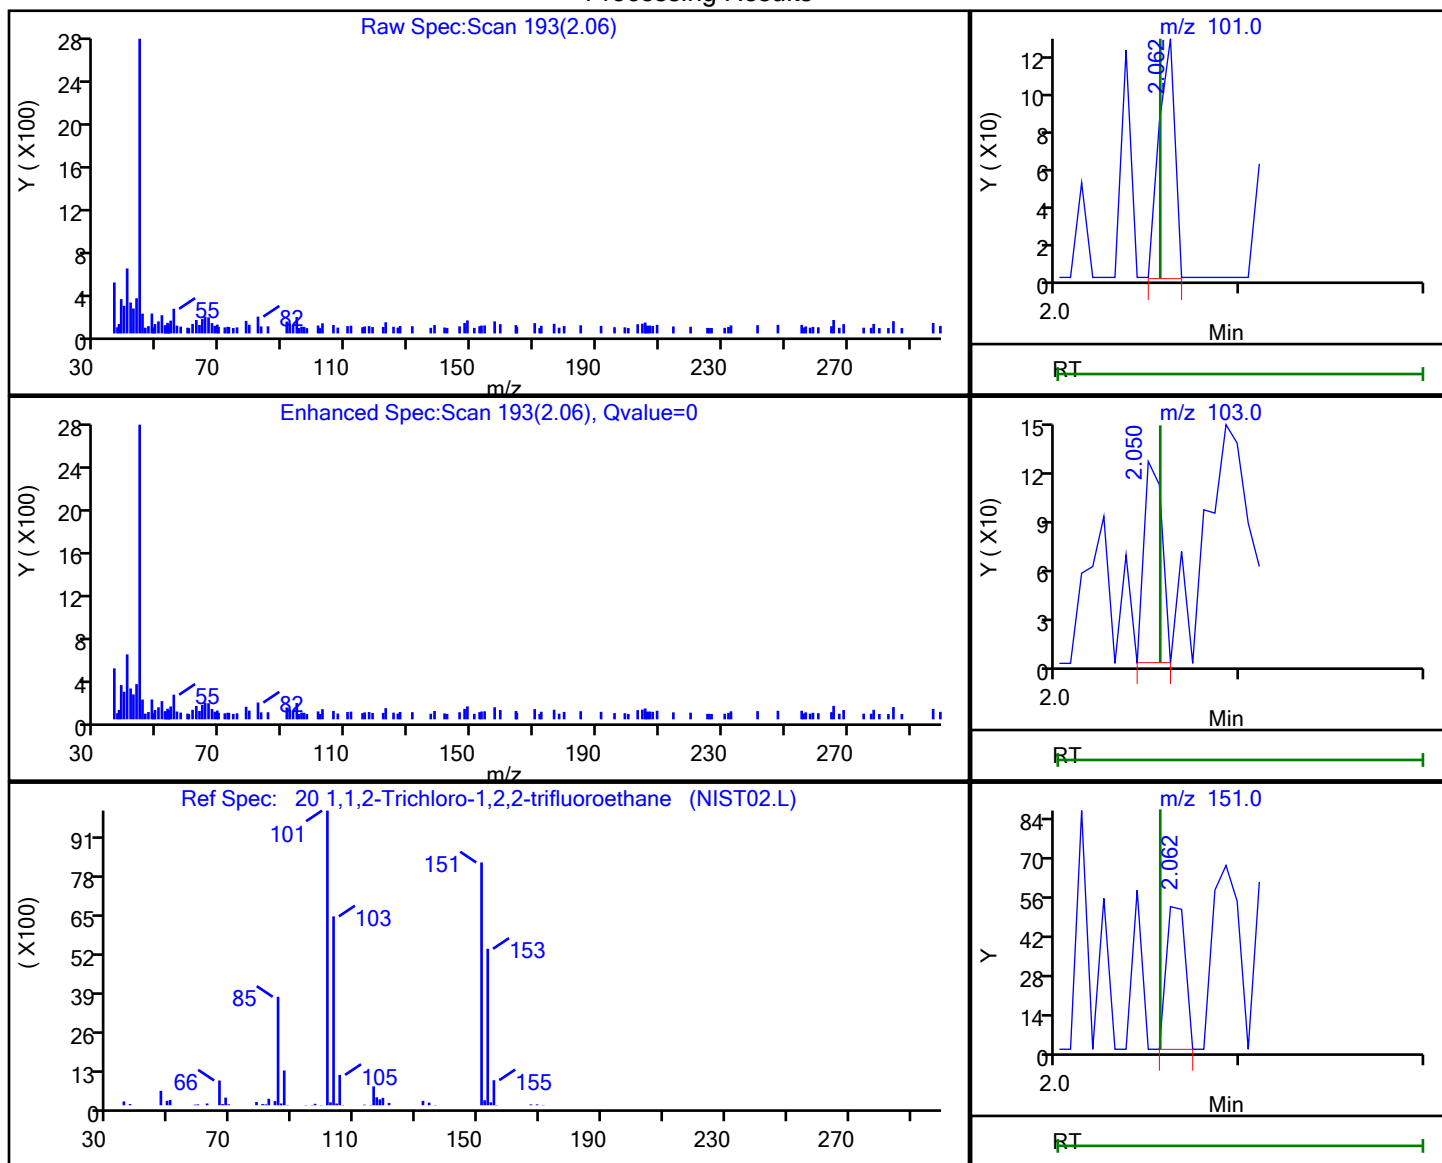 Processing Results
Raw Spec:Scan 193(2.06)
28
24
20
16
12
8
4
0
Y ( X100)
55
82
30 70 110 150 190 230 270
m/z
m/z 101.0
2.062
12
10
8
6
4
2
0
Y ( X10)
2.0
Min
RT
Enhanced Spec:Scan 193(2.06), Qvalue=0
28
24
20
16
12
8
4
0
Y ( X100)
55
82
30 70 110 150 190 230 270
m/z
m/z 103.0
2.050
15
12
9
6
3
0
Y ( X10)
2.0
Min
RT
Ref Spec: 20 1,1,2-Trichloro-1,2,2-trifluoroethane (NIST02.L)
91
78
65
52
39
26
13
0
( X100)
101
151
103
153
85
66
105
155
30 70 110 150 190 230 270
m/z 151.0
2.062
84
70
56
42
28
14
0
Y
2.0
Min
RT